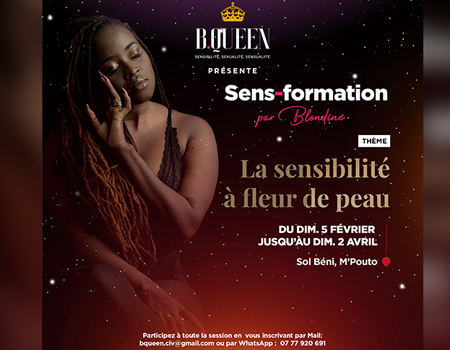 B.QUEEN
SENSIBILITÉ, SEXUALITÉ, SENSUALITÉ
PRÉSENTE
Sens-formation
par Blondine
THÈME
La sensibilité
à fleur de peau
DU DIM. 5 FÉVRIER
JUSQU'ÀU DIM. 2 AVRIL
Sol Béni, M'Pouto
Participez à toute la session en vous inscrivant par Mail:
bqueen.civ@gmail.com ou par WhatsApp : 07 77 920 691